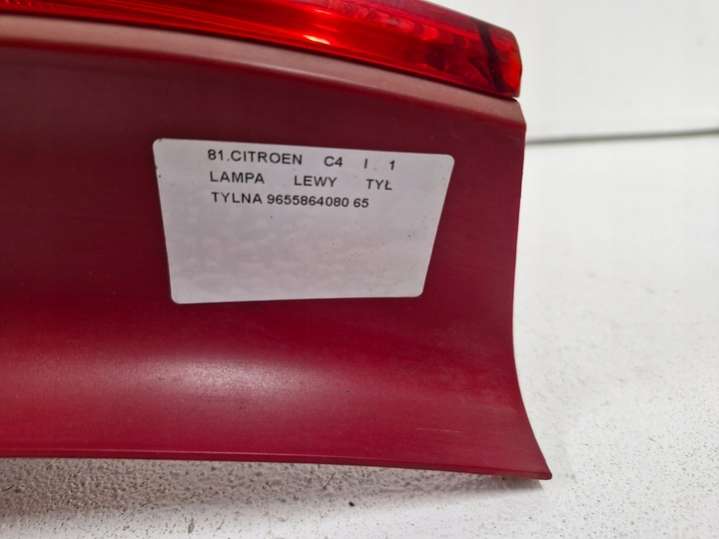 81.CITROEN C4 I 1
LAMPA LEWY TYŁ
TYLNA 9655864080 65